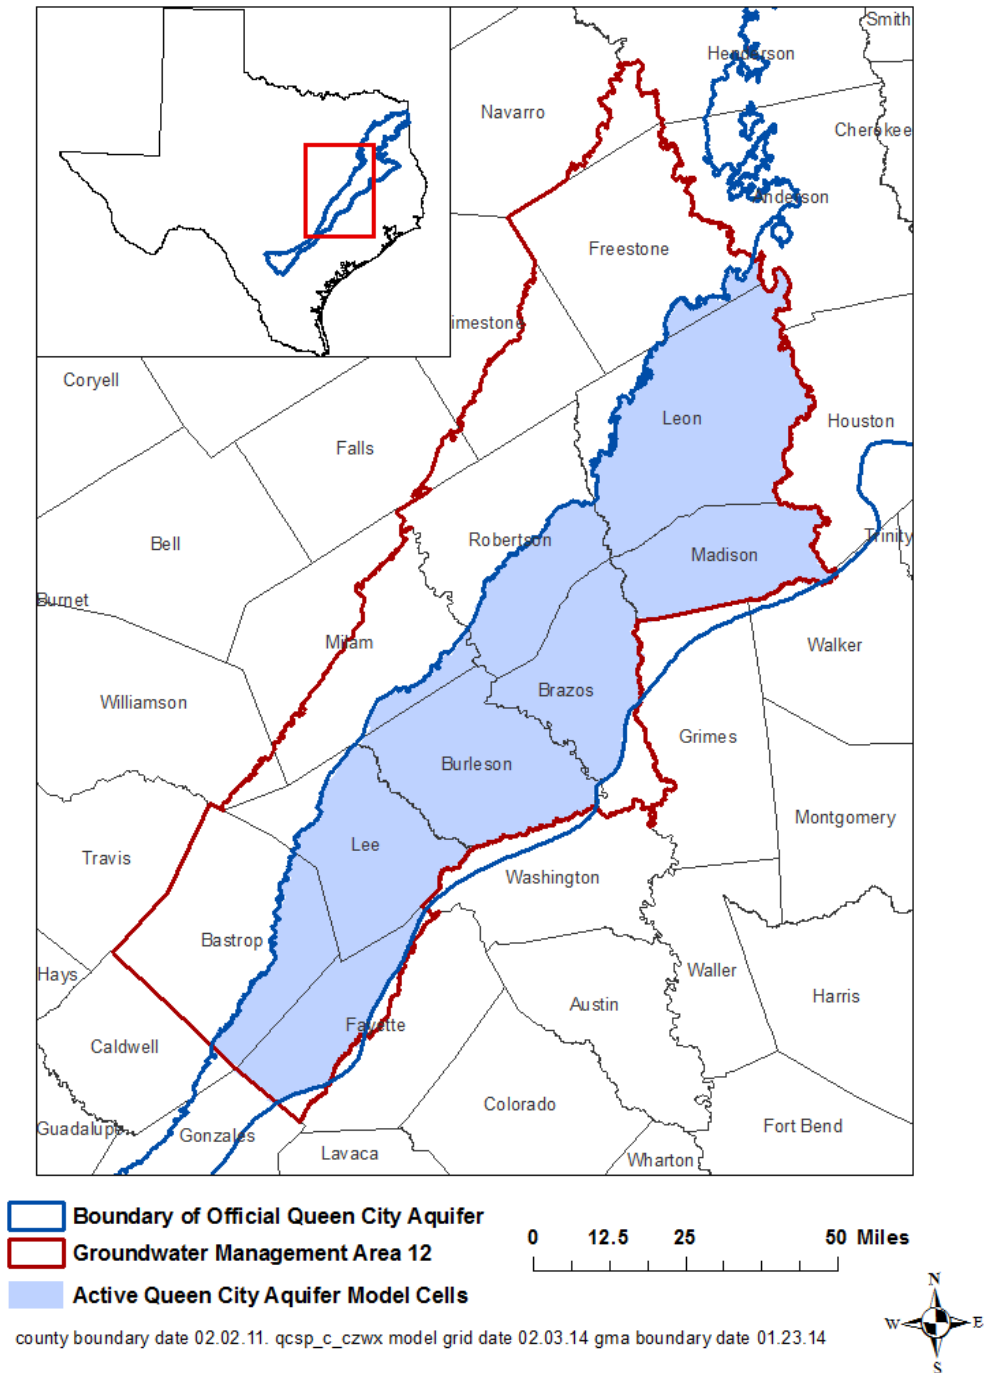 Smith
Henderson
Navarro
Cherokee
Anderson
Freestone
imestone
Coryell
Leon
Houston
Falls
Robertson
Trinity
Bell
Madison
Burnet
Milam
Walker
Williamson
Brazos
Grimes
Burleson
Montgomery
Lee
Travis
Washington
Bastrop
Hays
Waller
Harris
Austin
Fayette
Caldwell
Colorado
Fort Bend
Guadalupe
Gonzales
Lavaca
Wharton
Boundary of Official Queen City Aquifer
Groundwater Management Area 12
Active Queen City Aquifer Model Cells
0 12.5 25 50 Miles
N
W E
S
county boundary date 02.02.11. qcsp_c_czwx model grid date 02.03.14 gma boundary date 01.23.14